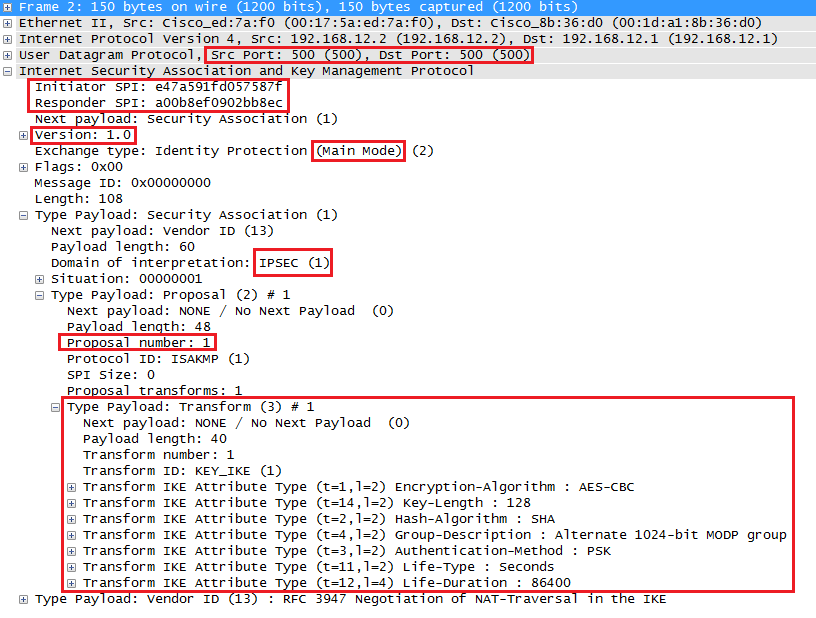 Frame 2: 150 bytes on wire (1200 bits), 150 bytes captured (1200 bits)
Ethernet II, Src: Cisco_ed:7a:f0 (00:17:5a:ed:7a:f0), Dst: Cisco_8b:36:d0 (00:1d:a1:8b:36:d0)
Internet Protocol Version 4, Src: 192.168.12.2 (192.168.12.2), Dst: 192.168.12.1 (192.168.12.1)
User Datagram Protocol, Src Port: 500 (500), Dst Port: 500 (500)
Internet Security Association and Key Management Protocol
Initiator SPI: e47a591fd057587f
Responder SPI: a00b8ef0902bb8ec
Next payload: Security Association (1)
Version: 1.0
Exchange type: Identity Protection (Main Mode) (2)
Flags: 0x00
Message ID: 0x00000000
Length: 108
Type Payload: Security Association (1)
Next payload: Vendor ID (13)
Payload length: 60
Domain of interpretation: IPSEC (1)
Situation: 00000001
Type Payload: Proposal (2) # 1
Next payload: NONE / No Next Payload  (0)
Payload length: 48
Proposal number: 1
Protocol ID: ISAKMP (1)
SPI Size: 0
Proposal transforms: 1
Type Payload: Transform (3) # 1
Next payload: NONE / No Next Payload  (0)
Payload length: 40
Transform number: 1
Transform ID: KEY_IKE (1)
Transform IKE Attribute Type (t=1,l=2) Encryption-Algorithm : AES-CBC
Transform IKE Attribute Type (t=14,l=2) Key-Length : 128
Transform IKE Attribute Type (t=2,l=2) Hash-Algorithm : SHA
Transform IKE Attribute Type (t=4,l=2) Group-Description : Alternate 1024-bit MODP group
Transform IKE Attribute Type (t=3,l=2) Authentication-Method : PSK
Transform IKE Attribute Type (t=11,l=2) Life-Type : Seconds
Transform IKE Attribute Type (t=12,l=4) Life-Duration : 86400
Type Payload: Vendor ID (13) : RFC 3947 Negotiation of NAT-Traversal in the IKE